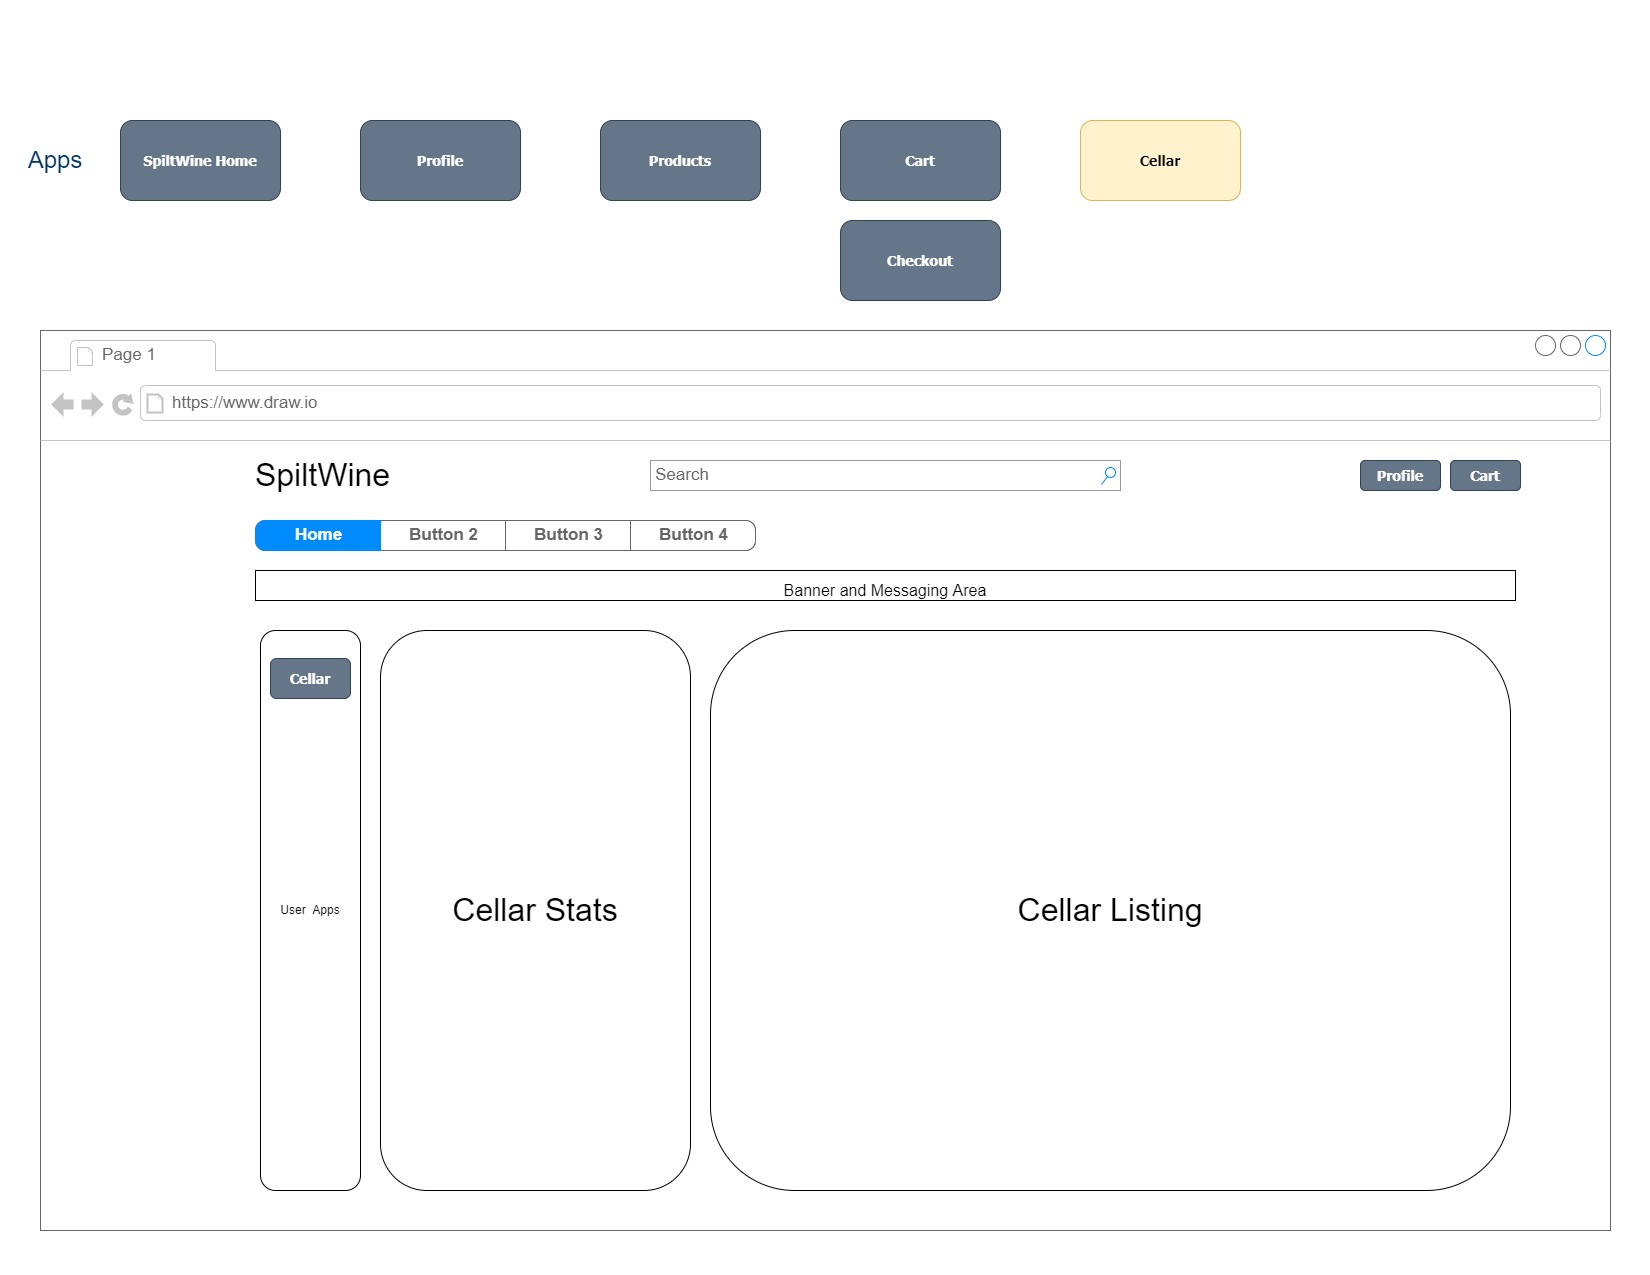 Apps
SpiltWine Home
Profile
Products
Cart
Cellar
Checkout
Page 1
https://www.draw.io
SpiltWine
Search
Profile
Cart
Home
Button 2
Button 3
Button 4
Banner and Messaging Area
Cellar
User Apps
Cellar Stats
Cellar Listing